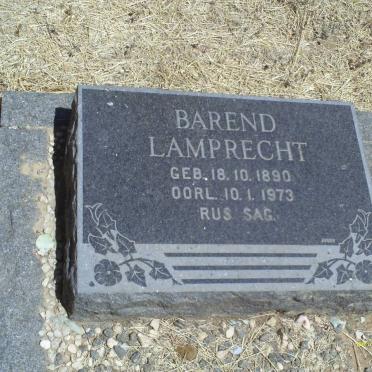 BAREND
LAMPRECHT
GEB. 18.10.1890
OORL. 10.1.1973
RUS SAG.